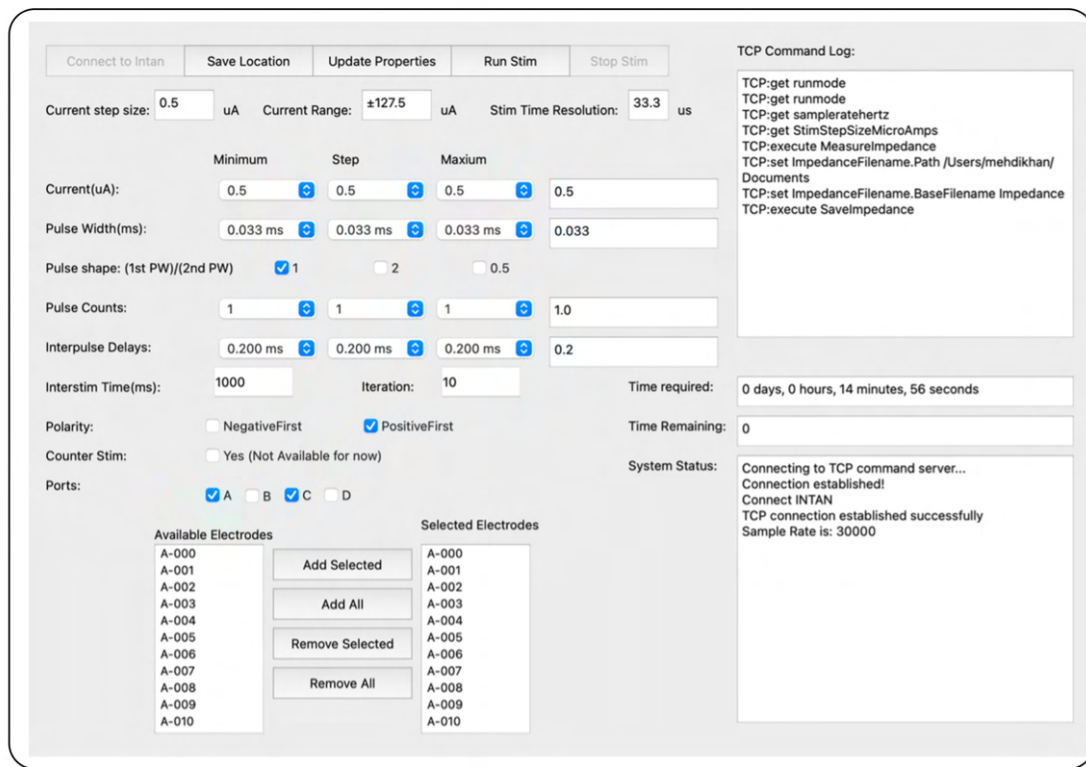 Connect to Intan Save Location Update Properties Run Stim Stop Stim
Current step size: 0.5 uA Current Range: ±127.5 uA Stim Time Resolution: 33.3 us
Minimum Step Maxium
Current(uA): 0.5 0.5 0.5 0.5
Pulse Width(ms): 0.033 ms 0.033 ms 0.033 ms 0.033
Pulse shape: (1st PW)/(2nd PW) 1 2 0.5
Pulse Counts: 1 1 1 1.0
Interpulse Delays: 0.200 ms 0.200 ms 0.200 ms 0.2
Interstim Time(ms): 1000 Iteration: 10
Polarity: NegativeFirst PositiveFirst
Counter Stim: Yes (Not Available for now)
Ports:
A B C D
Available Electrodes
A-000
A-001
A-002
A-003
A-004
A-005
A-006
A-007
A-008
A-009
A-010
Add Selected
Add All
Remove Selected
Remove All
Selected Electrodes
A-000
A-001
A-002
A-003
A-004
A-005
A-006
A-007
A-008
A-009
A-010
TCP Command Log:
TCP:get runmode
TCP:get runmode
TCP:get sampleratehertz
TCP:get StimStepSizeMicroAmps
TCP:execute MeasureImpedance
TCP:set ImpedanceFilename.Path /Users/mehdikhan/
Documents
TCP:set ImpedanceFilename.BaseFilename Impedance
TCP:execute SaveImpedance
Time required: 0 days, 0 hours, 14 minutes, 56 seconds
Time Remaining: 0
System Status:
Connecting to TCP command server...
Connection established!
Connect INTAN
TCP connection established successfully
Sample Rate is: 30000